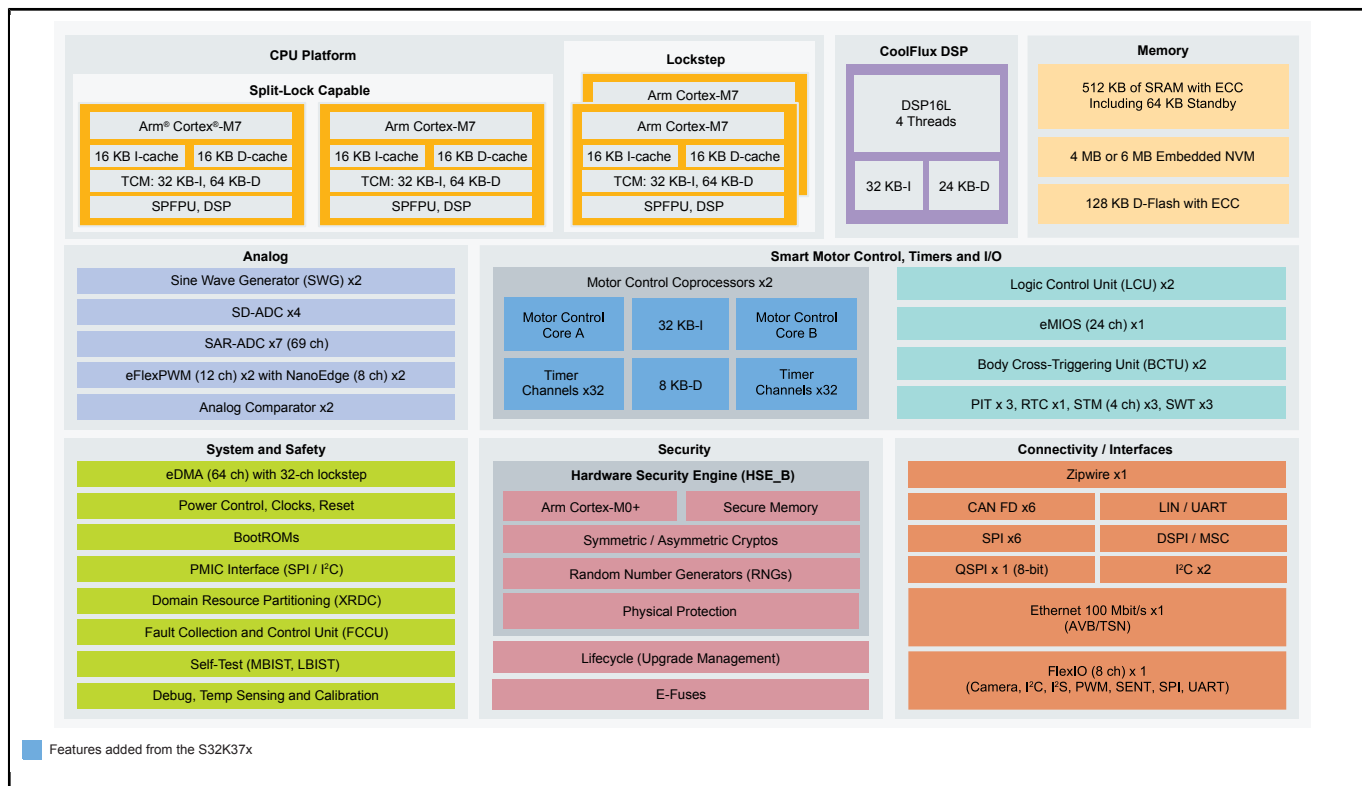 CPU Platform
Split-Lock Capable
Arm® Cortex®-M7
16 KB I-cache
16 KB D-cache
TCM: 32 KB-I, 64 KB-D
SPFPU, DSP
Arm Cortex-M7
16 KB I-cache
16 KB D-cache
TCM: 32 KB-I, 64 KB-D
SPFPU, DSP
Lockstep
Arm Cortex-M7
Arm Cortex-M7
16 KB I-cache
16 KB D-cache
TCM: 32 KB-I, 64 KB-D
SPFPU, DSP
CoolFlux DSP
DSP16L
4 Threads
32 KB-I
24 KB-D
Memory
512 KB of SRAM with ECC
Including 64 KB Standby
4 MB or 6 MB Embedded NVM
128 KB D-Flash with ECC
Analog
Sine Wave Generator (SWG) x2
SD-ADC x4
SAR-ADC x7 (69 ch)
eFlexPWM (12 ch) x2 with NanoEdge (8 ch) x2
Analog Comparator x2
Smart Motor Control, Timers and I/O
Motor Control Coprocessors x2
Motor Control
Core A
32 KB-I
Motor Control
Core B
Timer
Channels x32
8 KB-D
Timer
Channels x32
Logic Control Unit (LCU) x2
eMIOS (24 ch) x1
Body Cross-Triggering Unit (BCTU) x2
PIT x 3, RTC x1, STM (4 ch) x3, SWT x3
System and Safety
eDMA (64 ch) with 32-ch lockstep
Power Control, Clocks, Reset
BootROMs
PMIC Interface (SPI / I²C)
Domain Resource Partitioning (XRDC)
Fault Collection and Control Unit (FCCU)
Self-Test (MBIST, LBIST)
Debug, Temp Sensing and Calibration
Security
Hardware Security Engine (HSE_B)
Arm Cortex-M0+
Secure Memory
Symmetric / Asymmetric Cryptos
Random Number Generators (RNGs)
Physical Protection
Lifecycle (Upgrade Management)
E-Fuses
Connectivity / Interfaces
Zipwire x1
CAN FD x6
LIN / UART
SPI x6
DSPI / MSC
QSPI x 1 (8-bit)
I²C x2
Ethernet 100 Mbit/s x1
(AVB/TSN)
FlexIO (8 ch) x 1
(Camera, I²C, I²S, PWM, SENT, SPI, UART)
Features added from the S32K37x